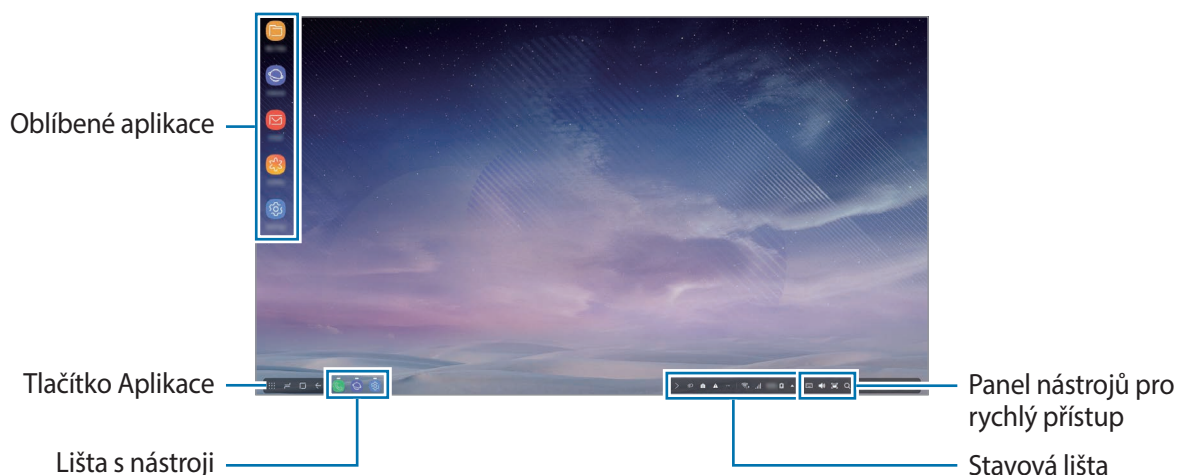 Oblíbené aplikace
Tlačítko Aplikace
Lišta s nástroji
Panel nástrojů pro
rychlý přístup
Stavová lišta